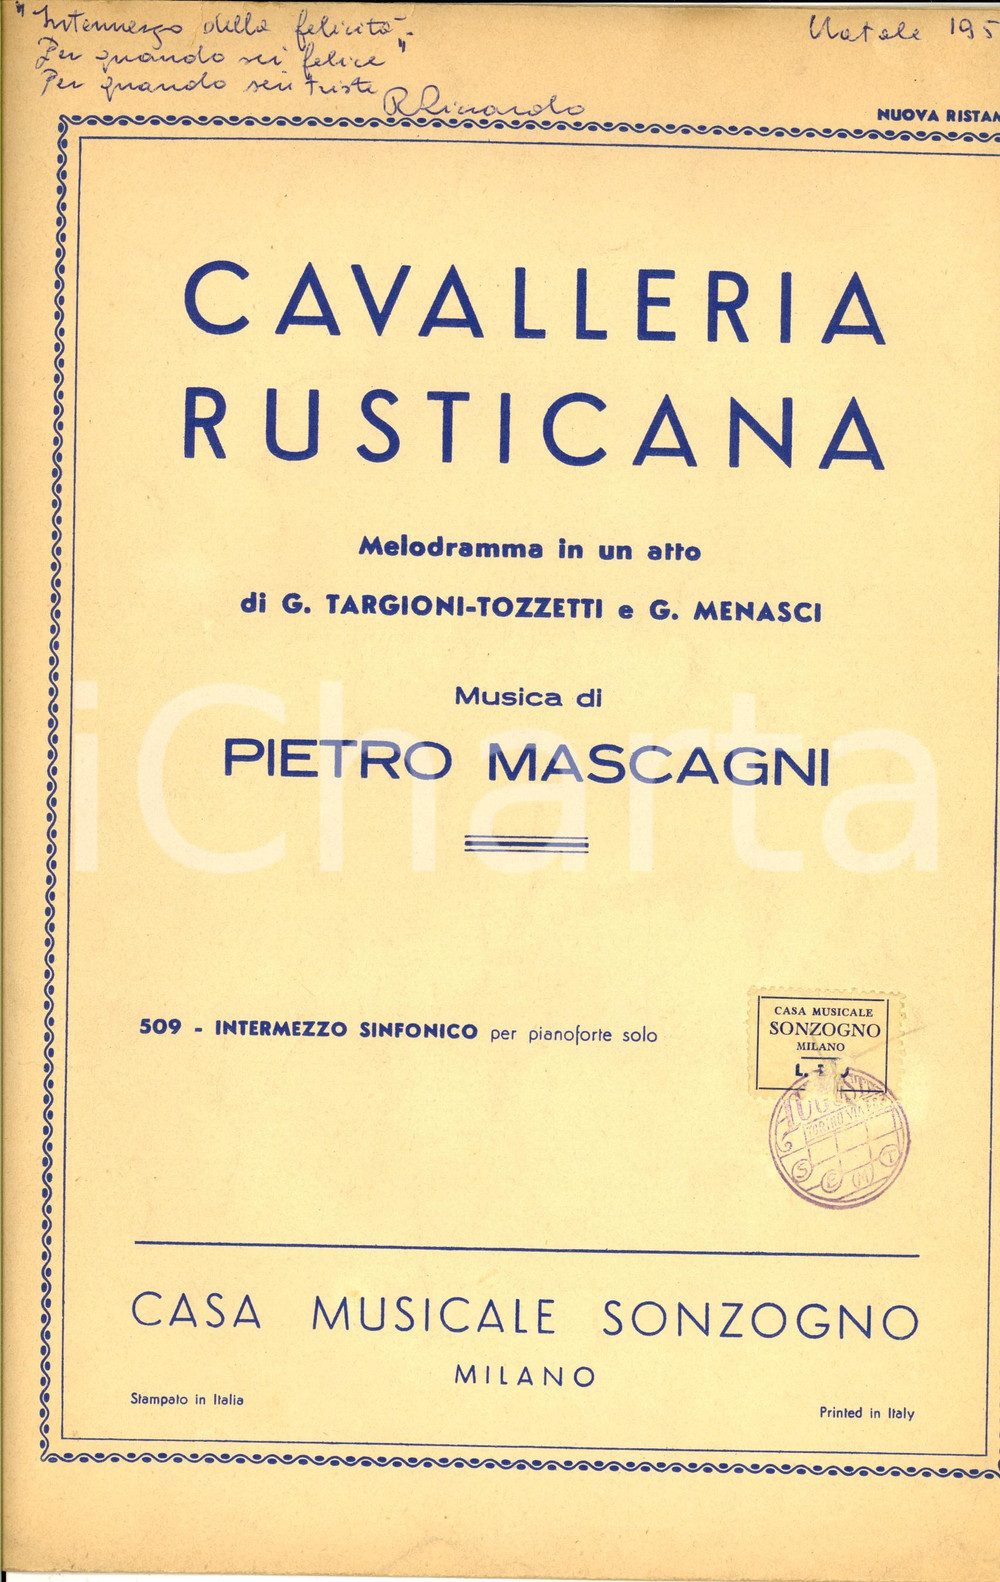 "Intermezzo della felicità -
Per quando sei felice"
Per quando sei triste
Natale 195
NUOVA RISTAM
CAVALLERIA
RUSTICANA
Melodramma in un atto
di G. TARGIONI-TOZZETTI e G. MENASCI
Musica di
PIETRO MASCAGNI
iCharta
509 - INTERMEZZO SINFONICO per pianoforte solo
CASA MUSICALE
SONZOGNO
MILANO
L.
CASA MUSICALE SONZOGNO
MILANO
Stampato in Italia
Printed in Italy